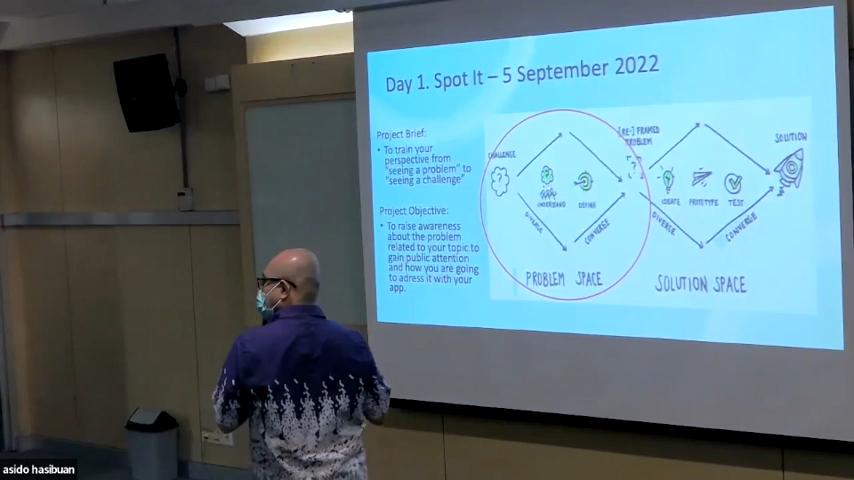 Day 1. Spot It – 5 September 2022
Project Brief:
• To train your
perspective from
"seeing a problem" to
"seeing a challenge"
Project Objective:
• To raise awareness
about the problem
related to your topic to
gain public attention
and how you are going
to adress it with your
app.
CHALLENGE
?
UNDERSTAND
DEFINE
DIVERGE
CONVERGE
PROBLEM SPACE
[RE-] FRAMED
PROBLEM
?
IDEATE
PROTOTYPE
TEST
DIVERGE
CONVERGE
SOLUTION
SOLUTION SPACE
asido hasibuan